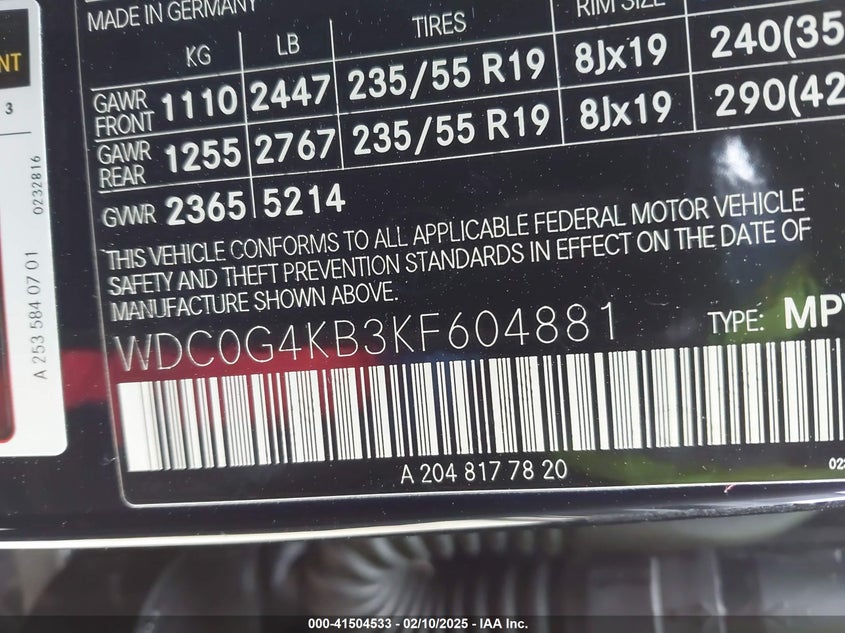 MADE IN GERMANY
KG LB TIRES RIM SIZE
GAWR FRONT 1110 2447 235/55 R19 8Jx19 240(35
GAWR REAR 1255 2767 235/55 R19 8Jx19 290(42
GVWR 2365 5214
THIS VEHICLE CONFORMS TO ALL APPLICABLE FEDERAL MOTOR VEHICLE
SAFETY AND THEFT PREVENTION STANDARDS IN EFFECT ON THE DATE OF
MANUFACTURE SHOWN ABOVE.
WDC0G4KB3KF604881 TYPE: MPV
A 204 817 78 20
NT
3
A 253 584 07 01 0232816
000-41504533 - 02/10/2025 - IAA Inc.